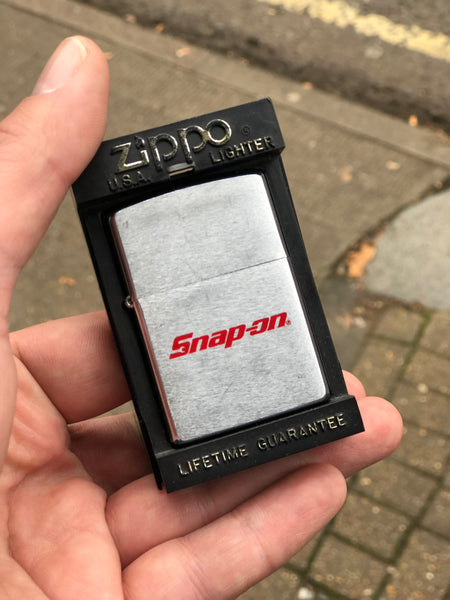 zippo®
U.S.A. LIGHTER
Snap-on®
LIFETIME GUARANTEE